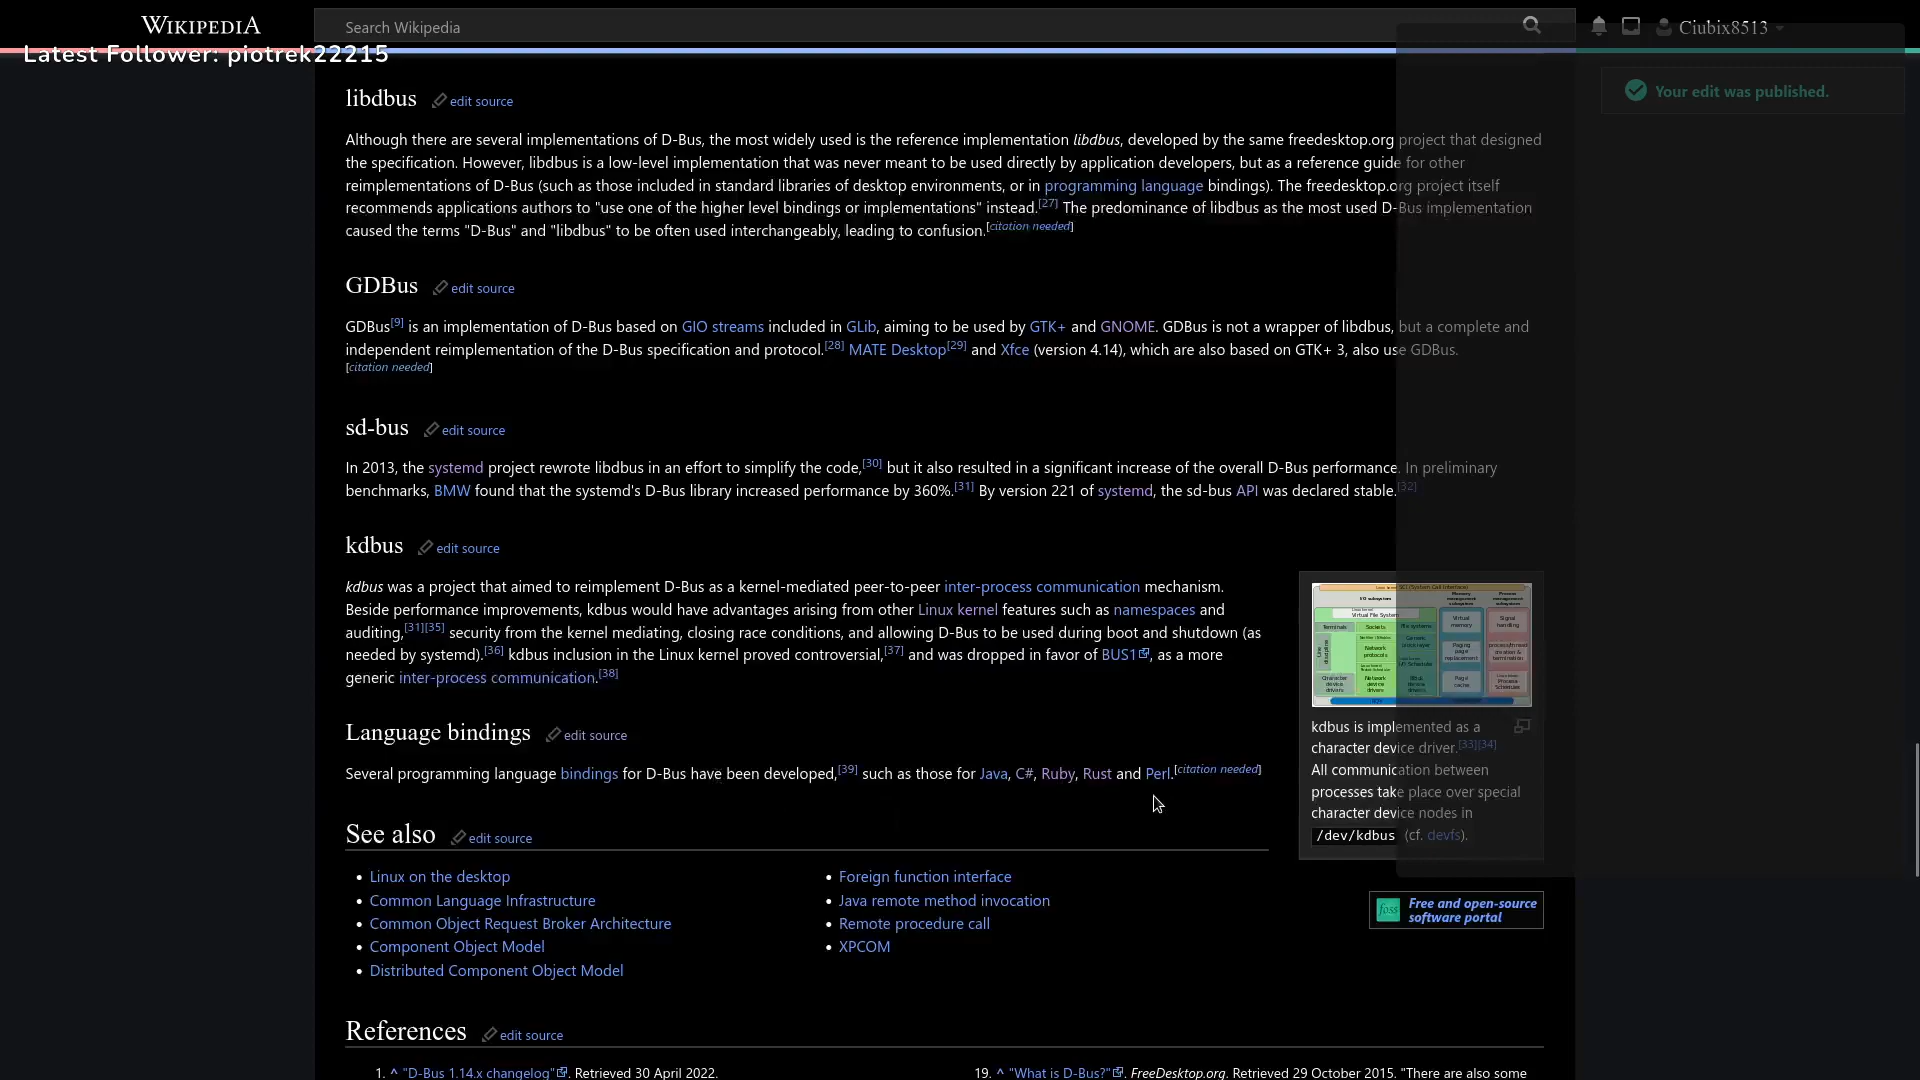 WIKIPEDIA
Search Wikipedia
Ciubix8513
Latest Follower: piotrek22215
Your edit was published.
libdbus edit source
Although there are several implementations of D-Bus, the most widely used is the reference implementation libdbus, developed by the same freedesktop.org project that designed
the specification. However, libdbus is a low-level implementation that was never meant to be used directly by application developers, but as a reference guide for other
reimplementations of D-Bus (such as those included in standard libraries of desktop environments, or in programming language bindings). The freedesktop.org project itself
recommends applications authors to "use one of the higher level bindings or implementations" instead.[27] The predominance of libdbus as the most used D-Bus implementation
caused the terms "D-Bus" and "libdbus" to be often used interchangeably, leading to confusion.[citation needed]
GDBus edit source
GDBus[9] is an implementation of D-Bus based on GIO streams included in GLib, aiming to be used by GTK+ and GNOME. GDBus is not a wrapper of libdbus, but a complete and
independent reimplementation of the D-Bus specification and protocol.[28] MATE Desktop[29] and Xfce (version 4.14), which are also based on GTK+ 3, also use GDBus.
[citation needed]
sd-bus edit source
In 2013, the systemd project rewrote libdbus in an effort to simplify the code,[30] but it also resulted in a significant increase of the overall D-Bus performance. In preliminary
benchmarks, BMW found that the systemd's D-Bus library increased performance by 360%.[31] By version 221 of systemd, the sd-bus API was declared stable.[32]
kdbus edit source
kdbus was a project that aimed to reimplement D-Bus as a kernel-mediated peer-to-peer inter-process communication mechanism.
Beside performance improvements, kdbus would have advantages arising from other Linux kernel features such as namespaces and
auditing,[31][35] security from the kernel mediating, closing race conditions, and allowing D-Bus to be used during boot and shutdown (as
needed by systemd).[36] kdbus inclusion in the Linux kernel proved controversial,[37] and was dropped in favor of BUS1, as a more
generic inter-process communication.[38]
kdbus is implemented as a
character device driver.[33][34]
All communication between
processes take place over special
character device nodes in
/dev/kdbus (cf. devfs).
Language bindings edit source
Several programming language bindings for D-Bus have been developed,[39] such as those for Java, C#, Ruby, Rust and Perl.[citation needed]
See also edit source
• Linux on the desktop
• Common Language Infrastructure
• Common Object Request Broker Architecture
• Component Object Model
• Distributed Component Object Model
• Foreign function interface
• Java remote method invocation
• Remote procedure call
• XPCOM
foss
Free and open-source
software portal
References edit source
1. ^ "D-Bus 1.14.x changelog". Retrieved 30 April 2022.
19. ^ "What is D-Bus?". FreeDesktop.org. Retrieved 29 October 2015. "There are also some